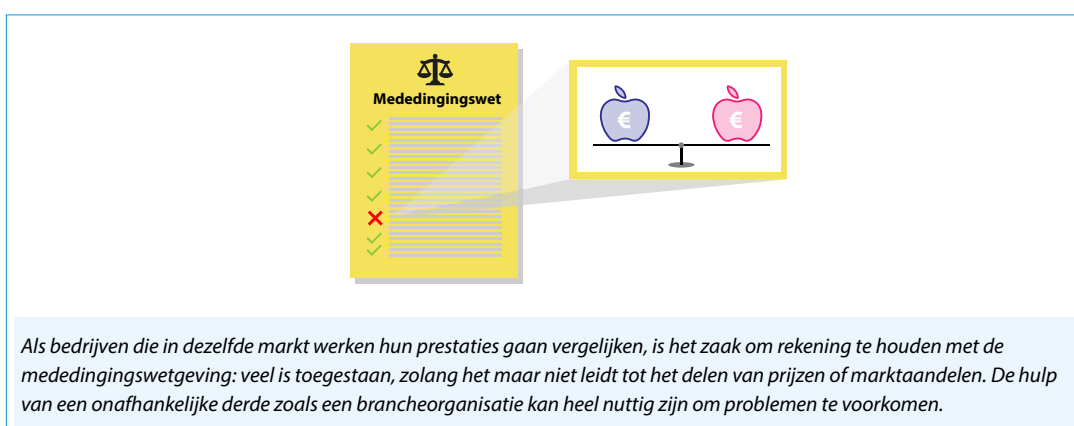 Mededingingswet
€ €
Als bedrijven die in dezelfde markt werken hun prestaties gaan vergelijken, is het zaak om rekening te houden met de
mededingingswetgeving: veel is toegestaan, zolang het maar niet leidt tot het delen van prijzen of marktaandelen. De hulp
van een onafhankelijke derde zoals een brancheorganisatie kan heel nuttig zijn om problemen te voorkomen.